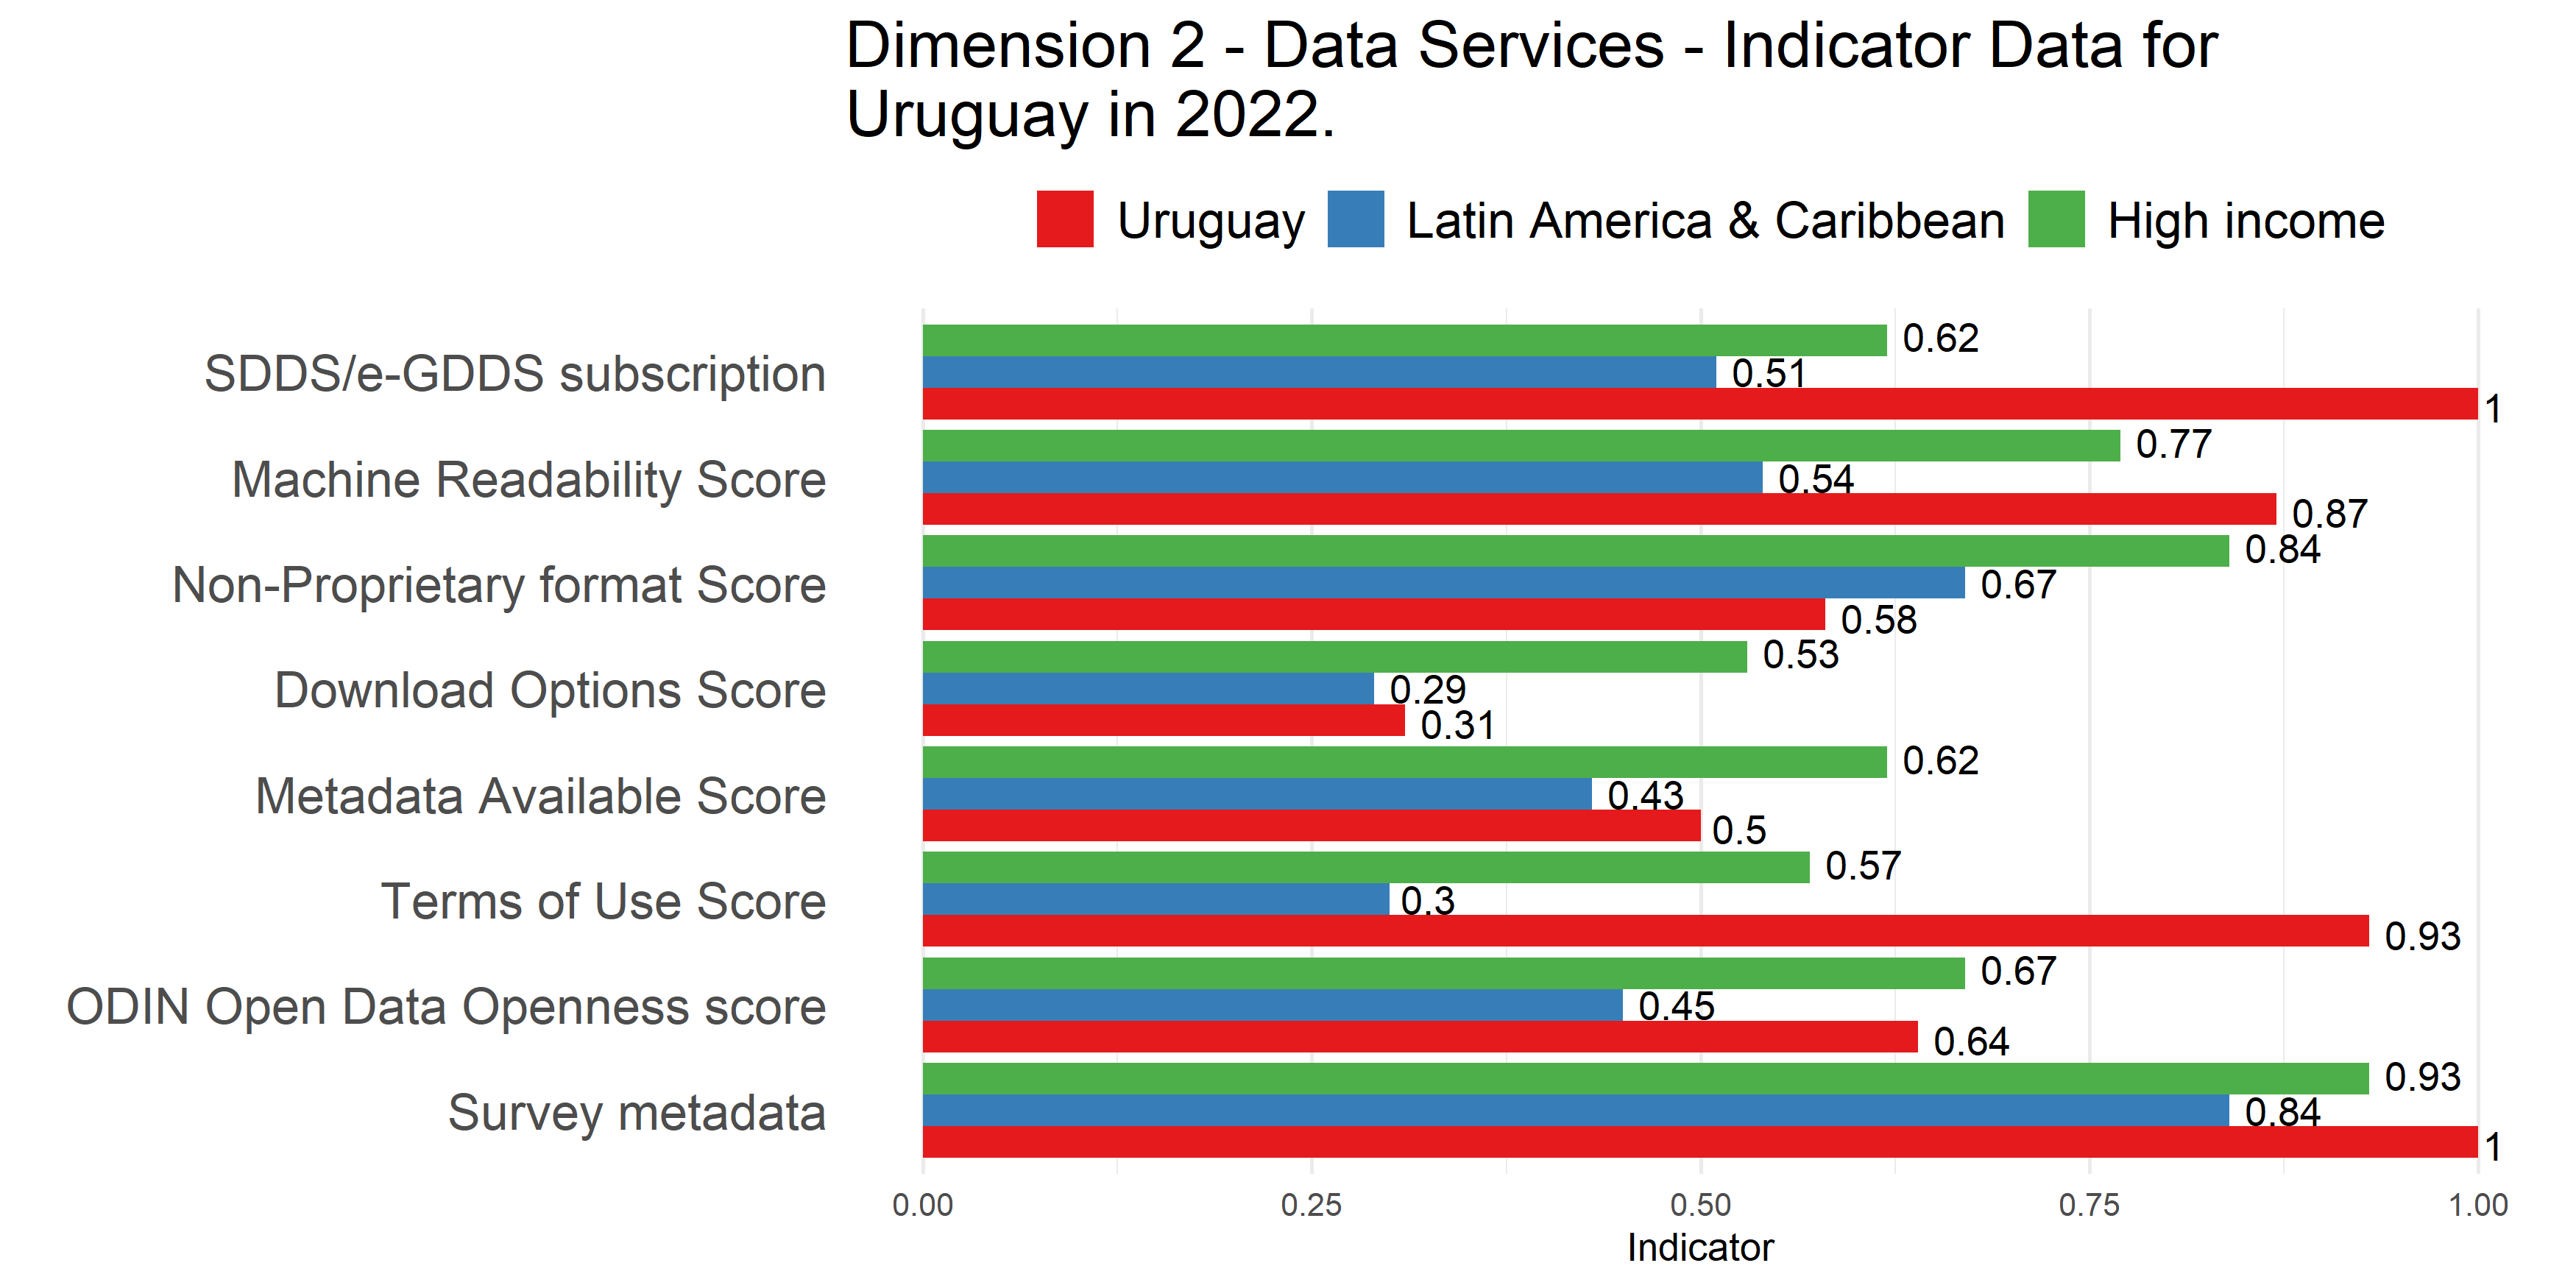 Dimension 2 - Data Services - Indicator Data for
Uruguay in 2022.
Uruguay Latin America & Caribbean High income
SDDS/e-GDDS subscription
0.62
0.51
1
Machine Readability Score
0.77
0.54
0.87
Non-Proprietary format Score
0.84
0.67
0.58
Download Options Score
0.53
0.29
0.31
Metadata Available Score
0.62
0.43
0.5
Terms of Use Score
0.57
0.3
0.93
ODIN Open Data Openness score
0.67
0.45
0.64
Survey metadata
0.93
0.84
1
0.00 0.25 0.50 0.75 1.00
Indicator